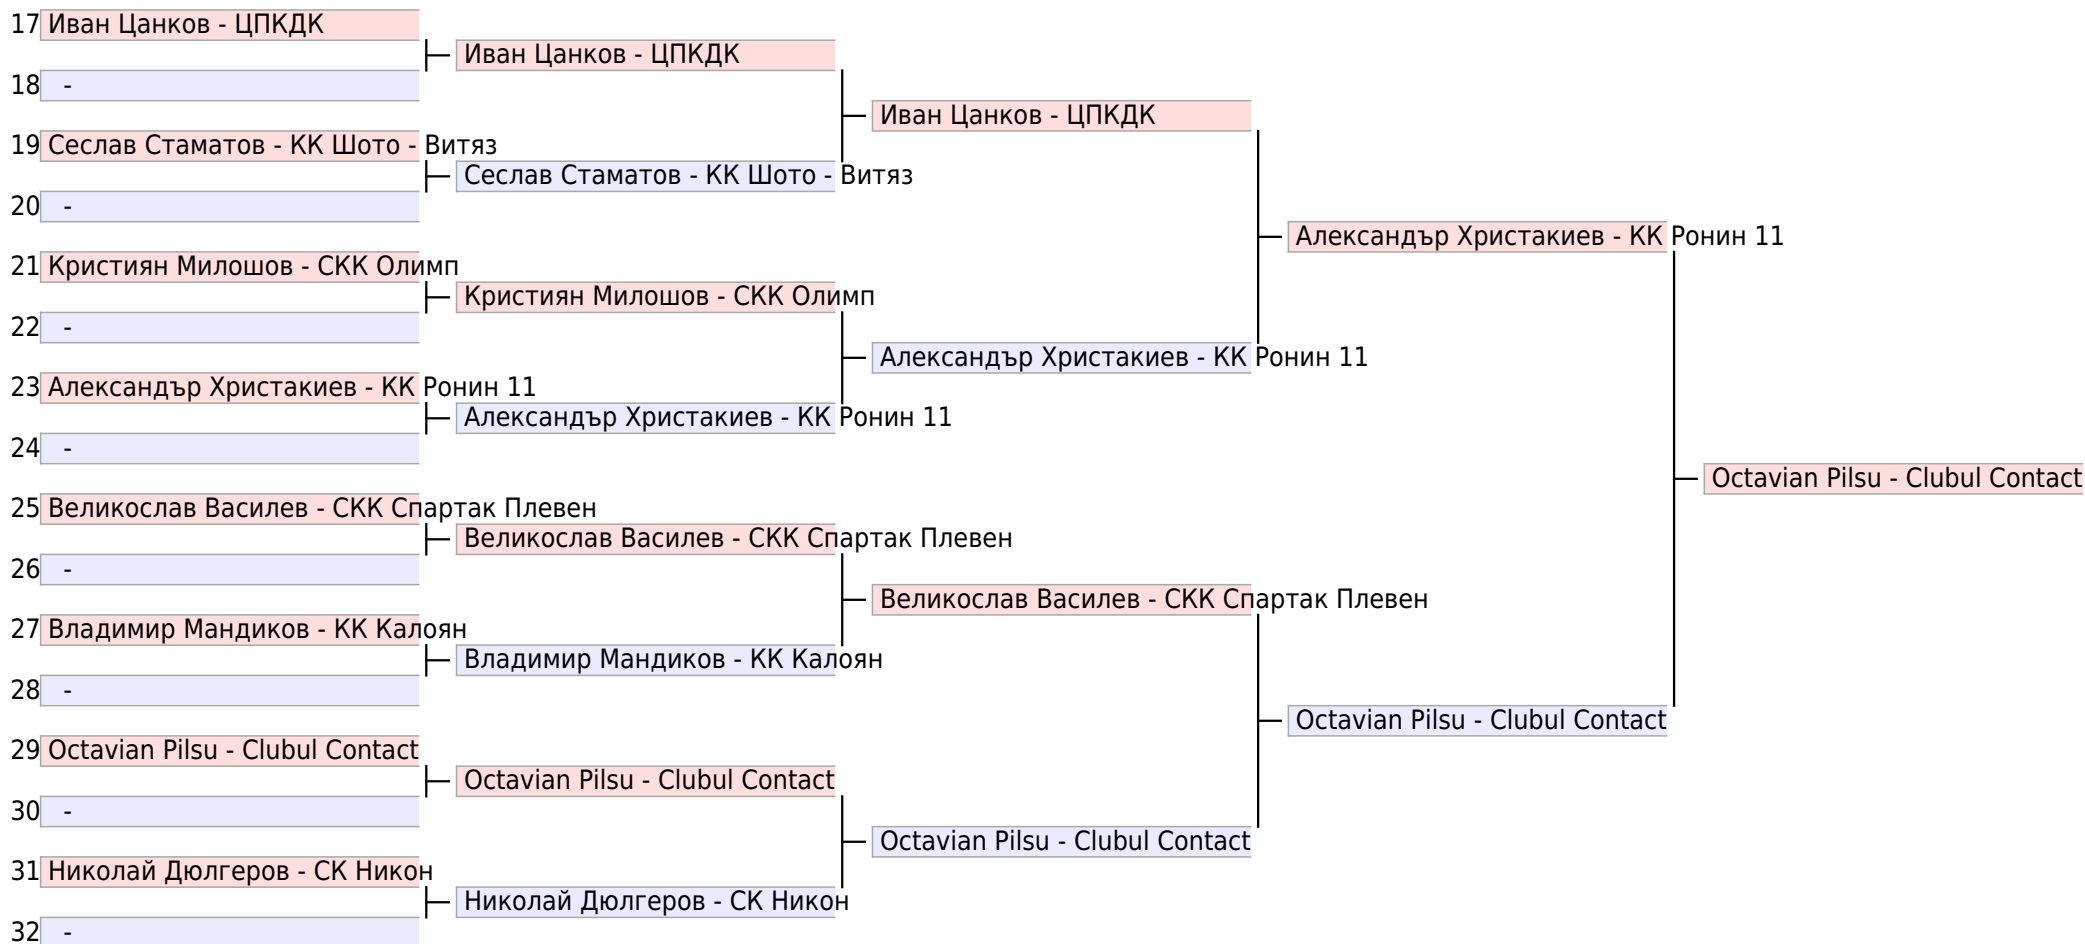 17 Иван Цанков - ЦПКДК
Иван Цанков - ЦПКДК
18 -
Иван Цанков - ЦПКДК
19 Сеслав Стаматов - КК Шото - Витяз
Сеслав Стаматов - КК Шото - Витяз
20 -
Александър Христакиев - КК Ронин 11
21 Кристиян Милошов - СКК Олимп
Кристиян Милошов - СКК Олимп
22 -
Александър Христакиев - КК Ронин 11
23 Александър Христакиев - КК Ронин 11
Александър Христакиев - КК Ронин 11
24 -
Octavian Pilsu - Clubul Contact
25 Великослав Василев - СКК Спартак Плевен
Великослав Василев - СКК Спартак Плевен
26 -
Великослав Василев - СКК Спартак Плевен
27 Владимир Мандиков - КК Калоян
Владимир Мандиков - КК Калоян
28 -
Octavian Pilsu - Clubul Contact
29 Octavian Pilsu - Clubul Contact
Octavian Pilsu - Clubul Contact
30 -
Octavian Pilsu - Clubul Contact
31 Николай Дюлгеров - СК Никон
Николай Дюлгеров - СК Никон
32 -